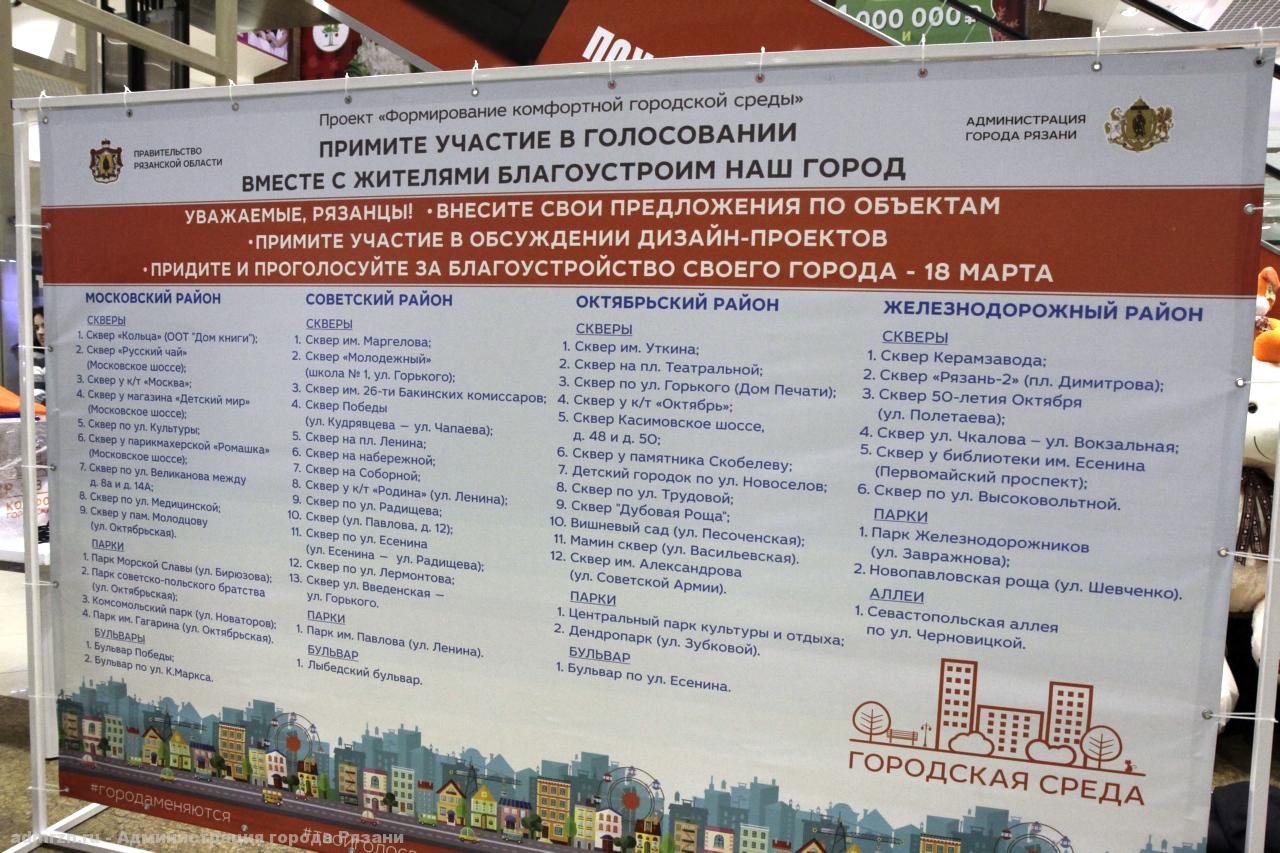 1 000 000 ₽
И
Проект «Формирование комфортной городской среды»
ПРИМИТЕ УЧАСТИЕ В ГОЛОСОВАНИИ
ВМЕСТЕ С ЖИТЕЛЯМИ БЛАГОУСТРОИМ НАШ ГОРОД
ПРАВИТЕЛЬСТВО
РЯЗАНСКОЙ ОБЛАСТИ
АДМИНИСТРАЦИЯ
ГОРОДА РЯЗАНИ
УВАЖАЕМЫЕ, РЯЗАНЦЫ! •ВНЕСИТЕ СВОИ ПРЕДЛОЖЕНИЯ ПО ОБЪЕКТАМ
•ПРИМИТЕ УЧАСТИЕ В ОБСУЖДЕНИИ ДИЗАЙН-ПРОЕКТОВ
•ПРИДИТЕ И ПРОГОЛОСУЙТЕ ЗА БЛАГОУСТРОЙСТВО СВОЕГО ГОРОДА - 18 МАРТА
МОСКОВСКИЙ РАЙОН
СКВЕРЫ
1. Сквер «Кольца» (ООТ "Дом книги");
2. Сквер «Русский чай»
(Московское шоссе);
3. Сквер у к/т «Москва»;
4. Сквер у магазина «Детский мир»
(Московское шоссе);
5. Сквер по ул. Культуры;
6. Сквер у парикмахерской «Ромашка»
(Московское шоссе);
7. Сквер по ул. Великанова между
д. 8а и д. 14А;
8. Сквер по ул. Медицинской;
9. Сквер у пам. Молодцову
(ул. Октябрьская).
ПАРКИ
1. Парк Морской Славы (ул. Бирюзова);
2. Парк советско-польского братства
(ул. Октябрьская);
3. Комсомольский парк (ул. Новаторов);
4. Парк им. Гагарина (ул. Октябрьская).
БУЛЬВАРЫ
1. Бульвар Победы;
2. Бульвар по ул. К.Маркса.
СОВЕТСКИЙ РАЙОН
СКВЕРЫ
1. Сквер им. Маргелова;
2. Сквер «Молодежный»
(школа № 1, ул. Горького);
3. Сквер им. 26-ти Бакинских комиссаров;
4. Сквер Победы
(ул. Кудрявцева – ул. Чапаева);
5. Сквер на пл. Ленина;
6. Сквер на набережной;
7. Сквер на Соборной;
8. Сквер у к/т «Родина» (ул. Ленина);
9. Сквер по ул. Радищева;
10. Сквер (ул. Павлова, д. 12);
11. Сквер по ул. Есенина
(ул. Есенина – ул. Радищева);
12. Сквер по ул. Лермонтова;
13. Сквер ул. Введенская –
ул. Горького.
ПАРКИ
1. Парк им. Павлова (ул. Ленина).
БУЛЬВАР
1. Лыбедский бульвар.
ОКТЯБРЬСКИЙ РАЙОН
СКВЕРЫ
1. Сквер им. Уткина;
2. Сквер на пл. Театральной;
3. Сквер по ул. Горького (Дом Печати);
4. Сквер у к/т «Октябрь»;
5. Сквер Касимовское шоссе,
д. 48 и д. 50;
6. Сквер у памятника Скобелеву;
7. Детский городок по ул. Новоселов;
8. Сквер по ул. Трудовой;
9. Сквер "Дубовая Роща";
10. Вишневый сад (ул. Песоченская);
11. Мамин сквер (ул. Васильевская).
12. Сквер им. Александрова
(ул. Советской Армии).
ПАРКИ
1. Центральный парк культуры и отдыха;
2. Дендропарк (ул. Зубковой).
БУЛЬВАР
1. Бульвар по ул. Есенина.
ЖЕЛЕЗНОДОРОЖНЫЙ РАЙОН
СКВЕРЫ
1. Сквер Керамзавода;
2. Сквер «Рязань-2» (пл. Димитрова);
3. Сквер 50-летия Октября
(ул. Полетаева);
4. Сквер ул. Чкалова – ул. Вокзальная;
5. Сквер у библиотеки им. Есенина
(Первомайский проспект);
6. Сквер по ул. Высоковольтной.
ПАРКИ
1. Парк Железнодорожников
(ул. Завражнова);
2. Новопавловская роща (ул. Шевченко).
АЛЛЕИ
1. Севастопольская аллея
по ул. Черновицкой.
ГОРОДСКАЯ СРЕДА
#городаменяются
admrzn.ru - Администрация города Рязани